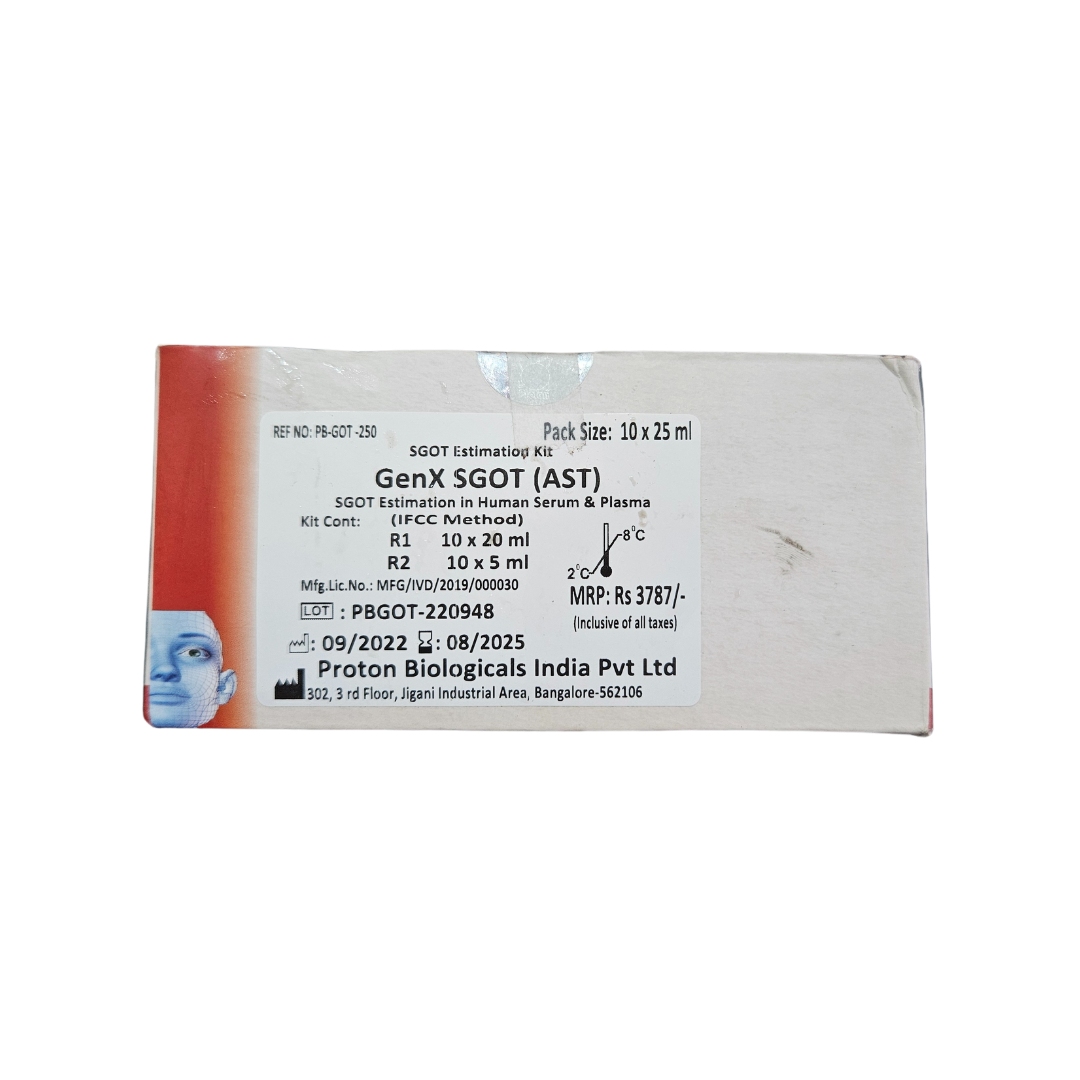 REF NO: PB-GOT -250
Pack Size: 10 x 25 ml
SGOT Estimation Kit
GenX SGOT (AST)
SGOT Estimation in Human Serum & Plasma
Kit Cont: (IFCC Method)
R1 10 x 20 ml
R2 10 x 5 ml
8°C
2°C
Mfg.Lic.No.: MFG/IVD/2019/000030
MRP: Rs 3787/-
LOT : PBGOT-220948
(Inclusive of all taxes)
: 09/2022 : 08/2025
Proton Biologicals India Pvt Ltd
302, 3 rd Floor, Jigani Industrial Area, Bangalore-562106